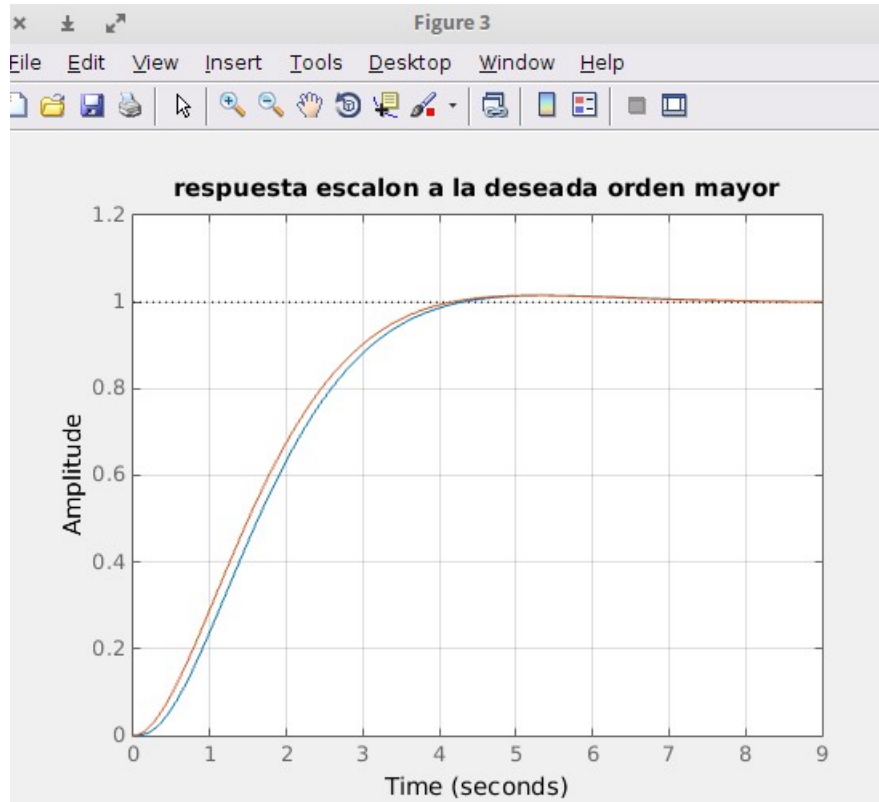 Figure 3
File Edit View Insert Tools Desktop Window Help
respuesta escalon a la deseada orden mayor
1.2
1
0.8
0.6
0.4
0.2
0
Amplitude
0 1 2 3 4 5 6 7 8 9
Time (seconds)